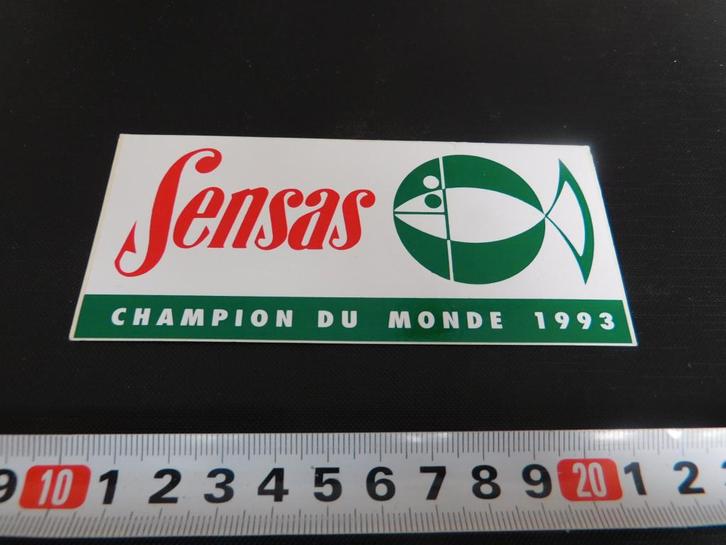 Sensas
CHAMPION DU MONDE 1993
9 10 1 2 3 4 5 6 7 8 9 20 1 2